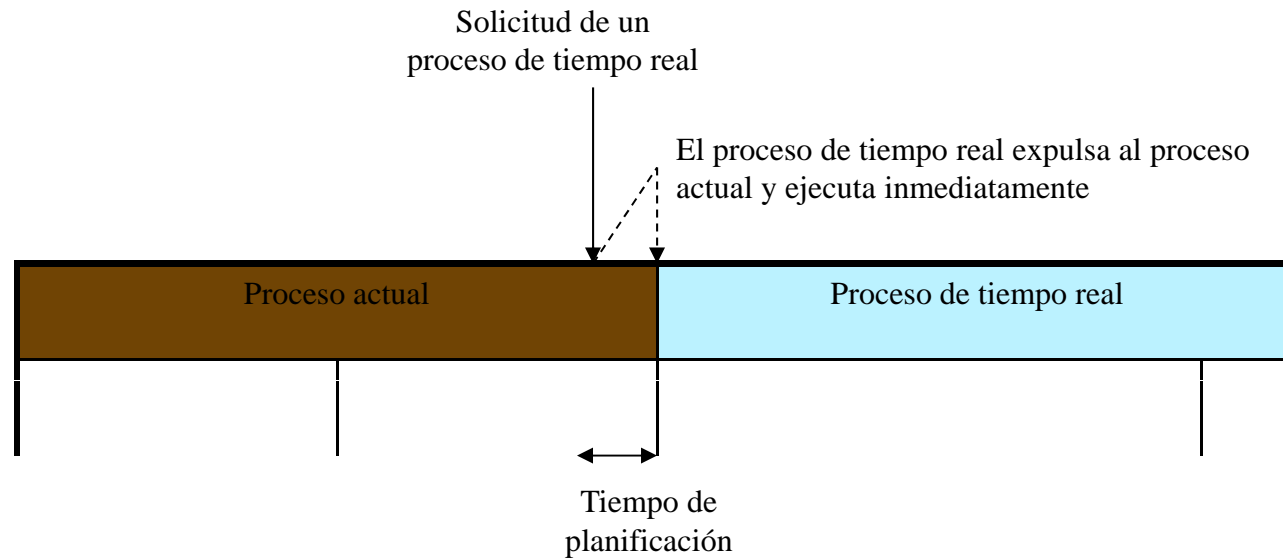 Solicitud de un
proceso de tiempo real
El proceso de tiempo real expulsa al proceso
actual y ejecuta inmediatamente
Proceso actual
Proceso de tiempo real
Tiempo de
planificación